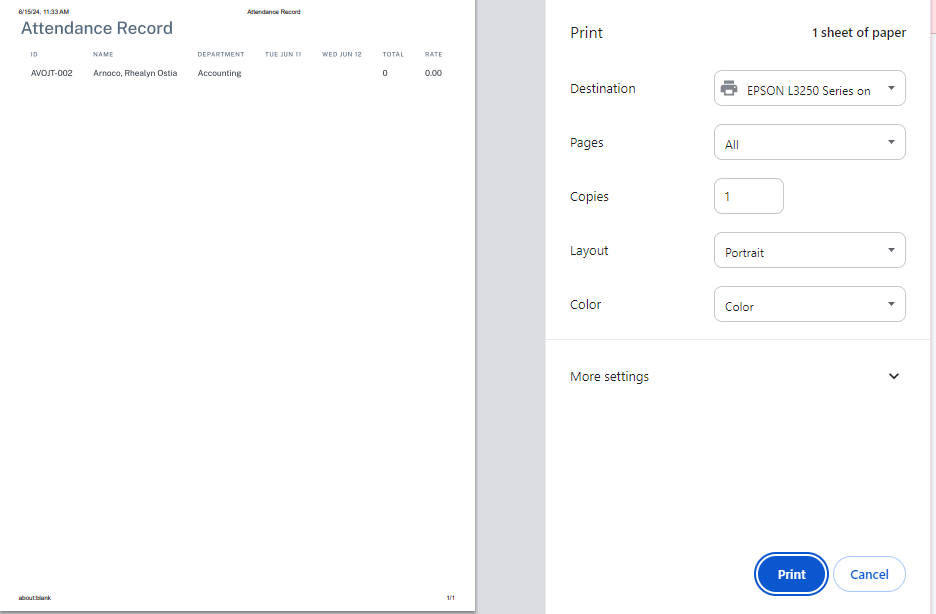 6/15/24, 11:33 AM Attendance Record
Attendance Record
ID NAME DEPARTMENT TUE JUN 11 WED JUN 12 TOTAL RATE
AVOJT-002 Arnoco, Rhealyn Ostia Accounting 0 0.00
about:blank 1/1
Print 1 sheet of paper
Destination EPSON L3250 Series on
Pages All
Copies 1
Layout Portrait
Color Color
More settings
Print Cancel